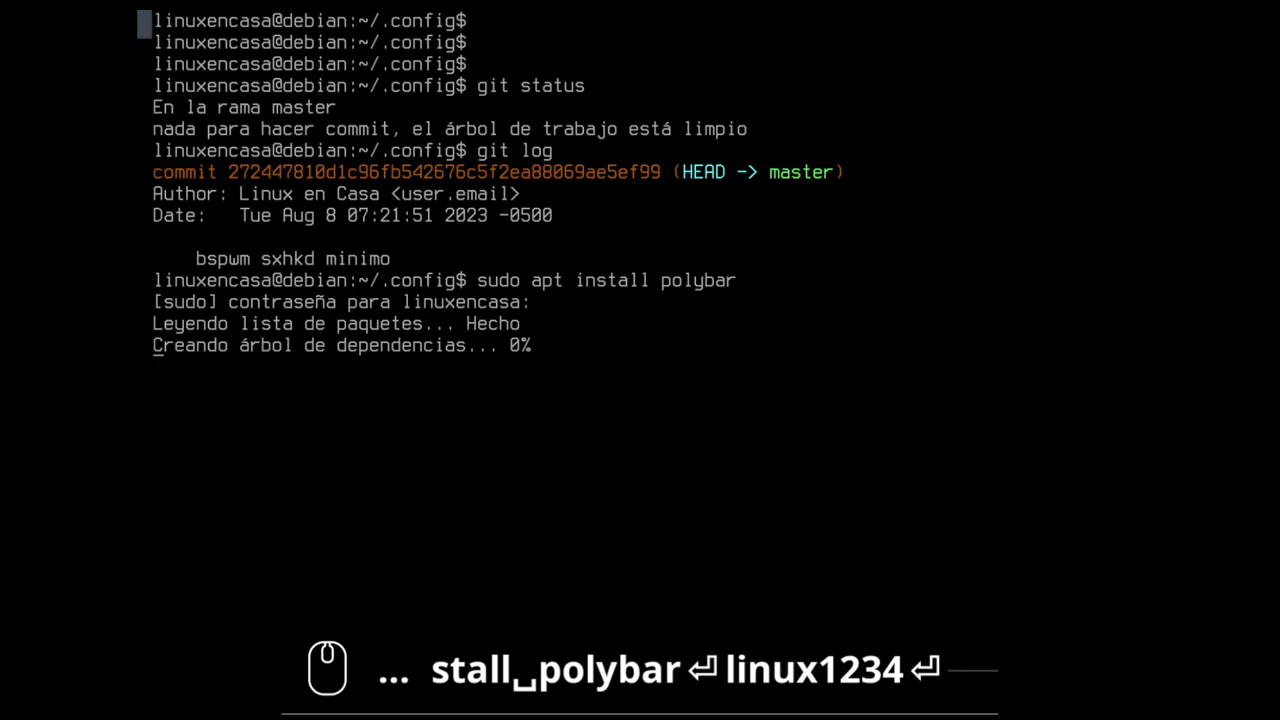 linuxencasa@debian:~/.config$
linuxencasa@debian:~/.config$
linuxencasa@debian:~/.config$
linuxencasa@debian:~/.config$ git status
En la rama master
nada para hacer commit, el árbol de trabajo está limpio
linuxencasa@debian:~/.config$ git log
commit 272447810d1c96fb542676c5f2ea88069ae5ef99 (HEAD -> master)
Author: Linux en Casa <user.email>
Date:   Tue Aug 8 07:21:51 2023 -0500
    bspwm sxhkd minimo
linuxencasa@debian:~/.config$ sudo apt install polybar
[sudo] contraseña para linuxencasa:
Leyendo lista de paquetes... Hecho
Creando árbol de dependencias... 0%
... stall␣polybar⏎linux1234⏎